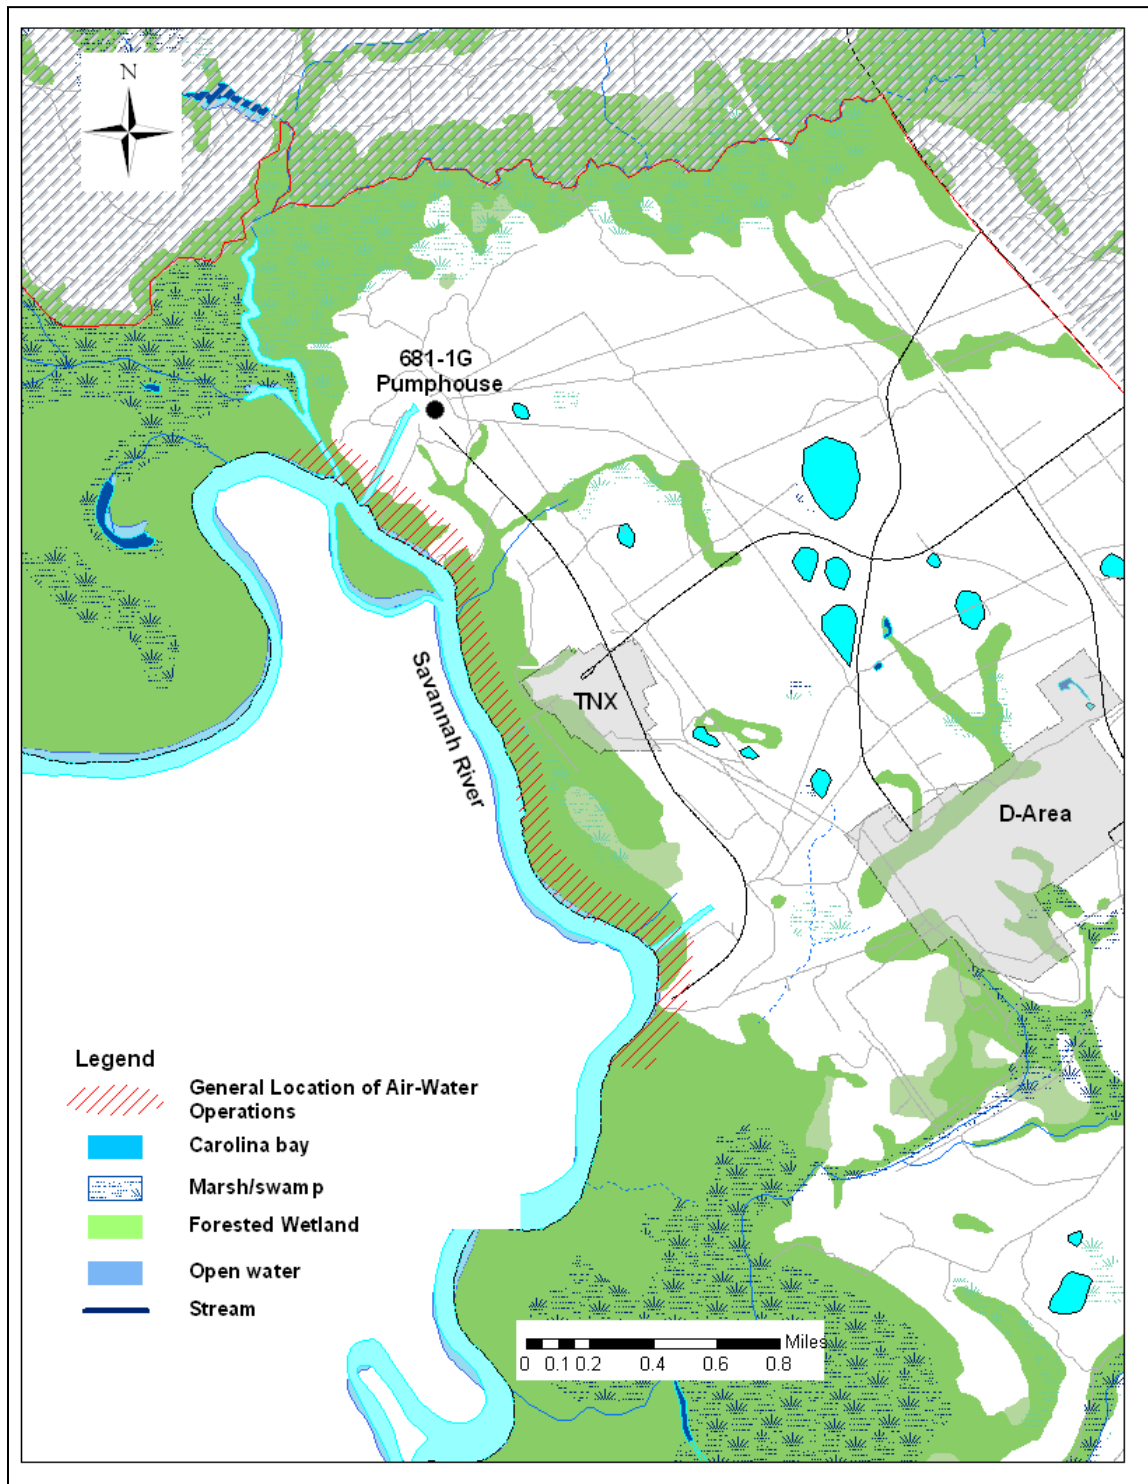 N
681-1G
Pumphouse
TNX
Savannah River
D-Area
Legend
General Location of Air-Water
Operations
Carolina bay
Marsh/swamp
Forested Wetland
Open water
Stream
Miles
0 0.1 0.2 0.4 0.6 0.8